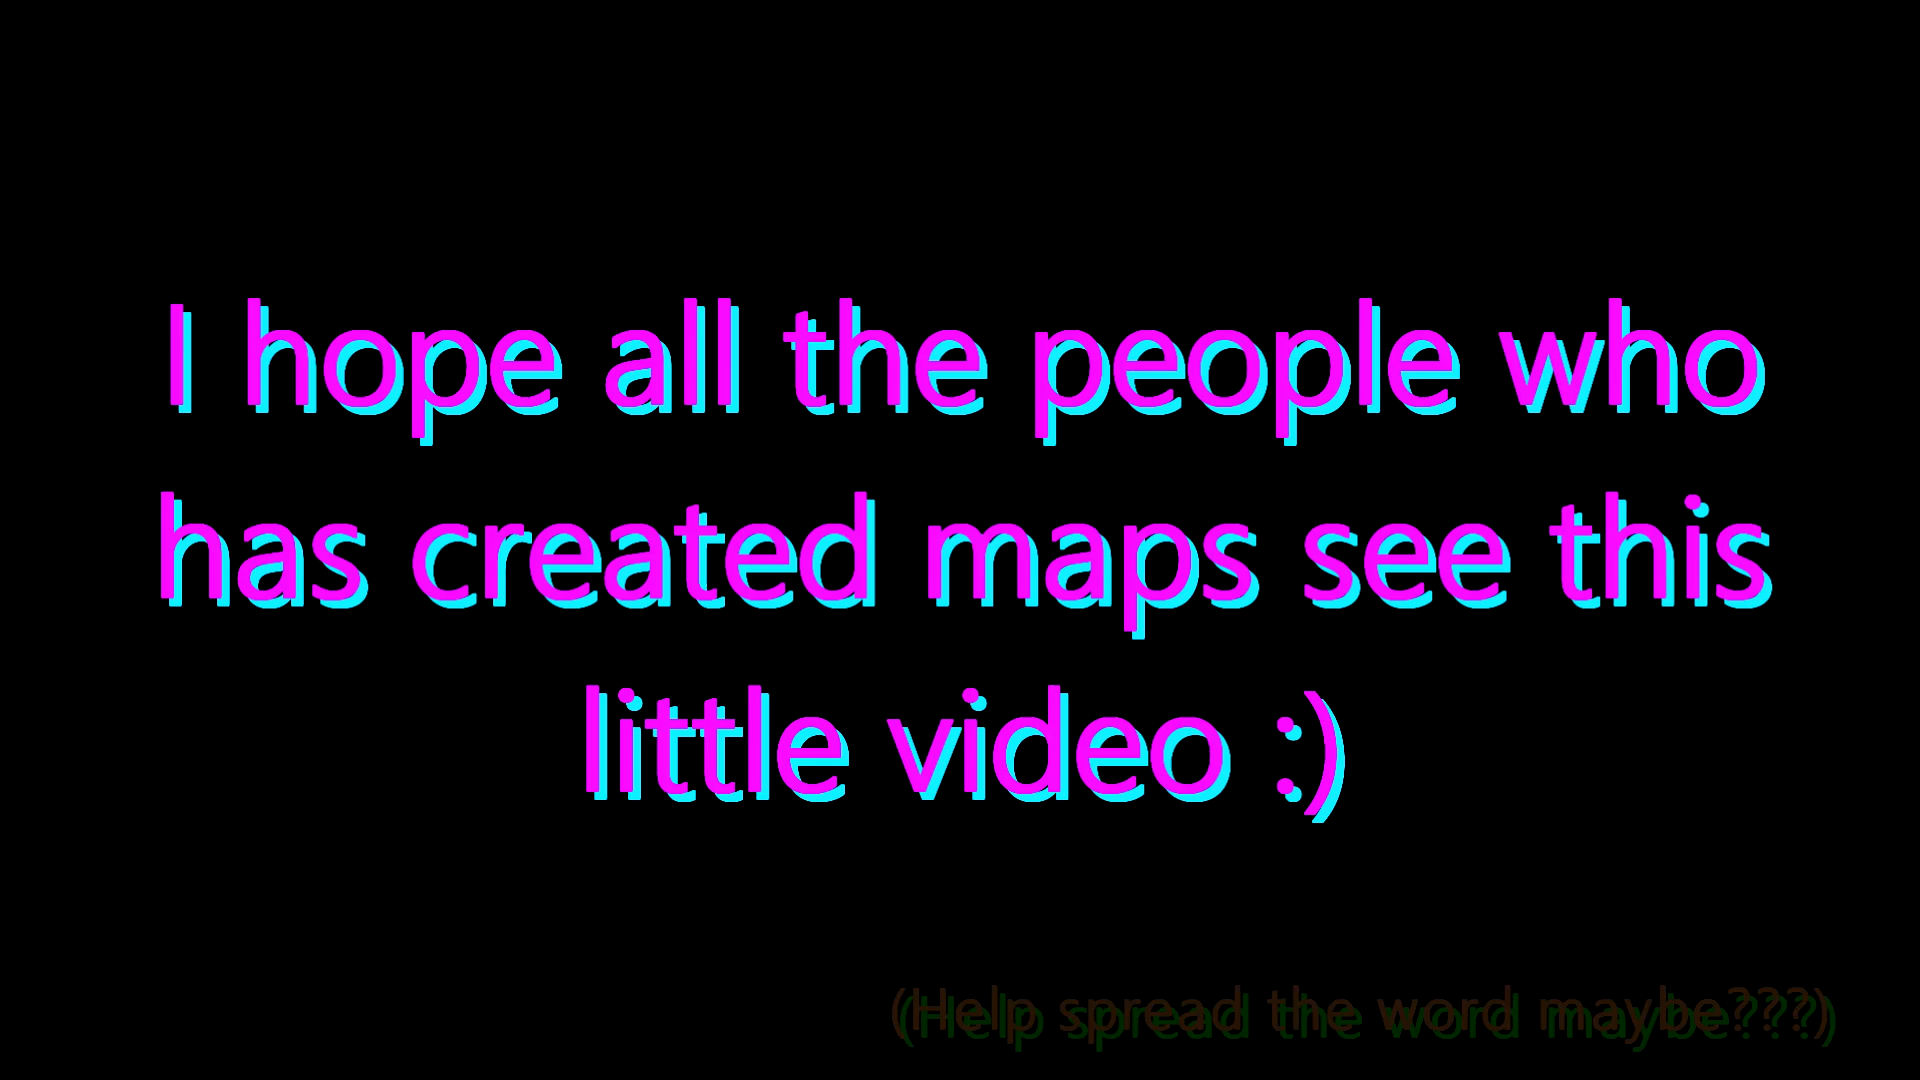 I hope all the people who
has created maps see this
little video :)
(Help spread the word maybe???)